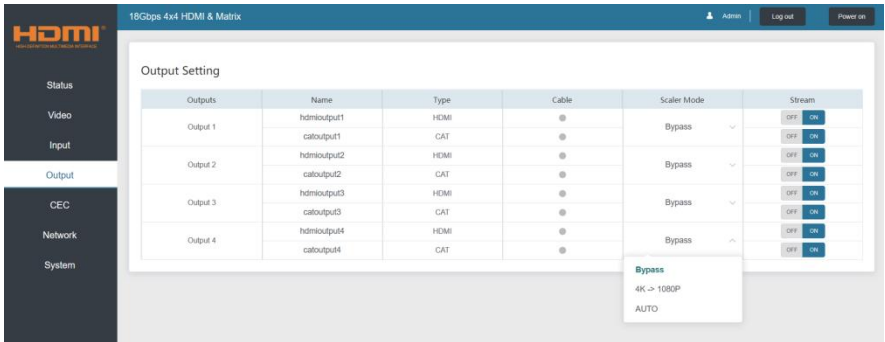 HDMI®
HIGH-DEFINITION MULTIMEDIA INTERFACE
18Gbps 4x4 HDMI & Matrix
Admin
Log out
Power on
Status
Video
Input
Output
CEC
Network
System
Output Setting
Outputs Name Type Cable Scaler Mode Stream
Output 1 hdmioutput1 HDMI Bypass OFF ON
catoutput1 CAT OFF ON
Output 2 hdmioutput2 HDMI Bypass OFF ON
catoutput2 CAT OFF ON
Output 3 hdmioutput3 HDMI Bypass OFF ON
catoutput3 CAT OFF ON
Output 4 hdmioutput4 HDMI Bypass OFF ON
catoutput4 CAT OFF ON
Bypass
4K -> 1080P
AUTO